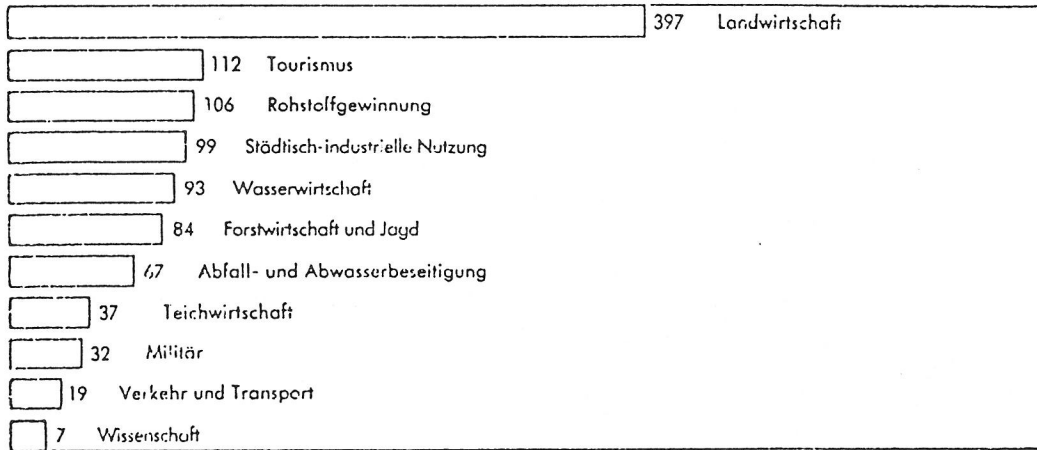 397 Landwirtschaft
112 Tourismus
106 Rohstoffgewinnung
99 Städtisch-industrielle Nutzung
93 Wasserwirtschaft
84 Forstwirtschaft und Jagd
67 Abfall- und Abwasserbeseitigung
37 Teichwirtschaft
32 Militär
19 Verkehr und Transport
7 Wissenschaft